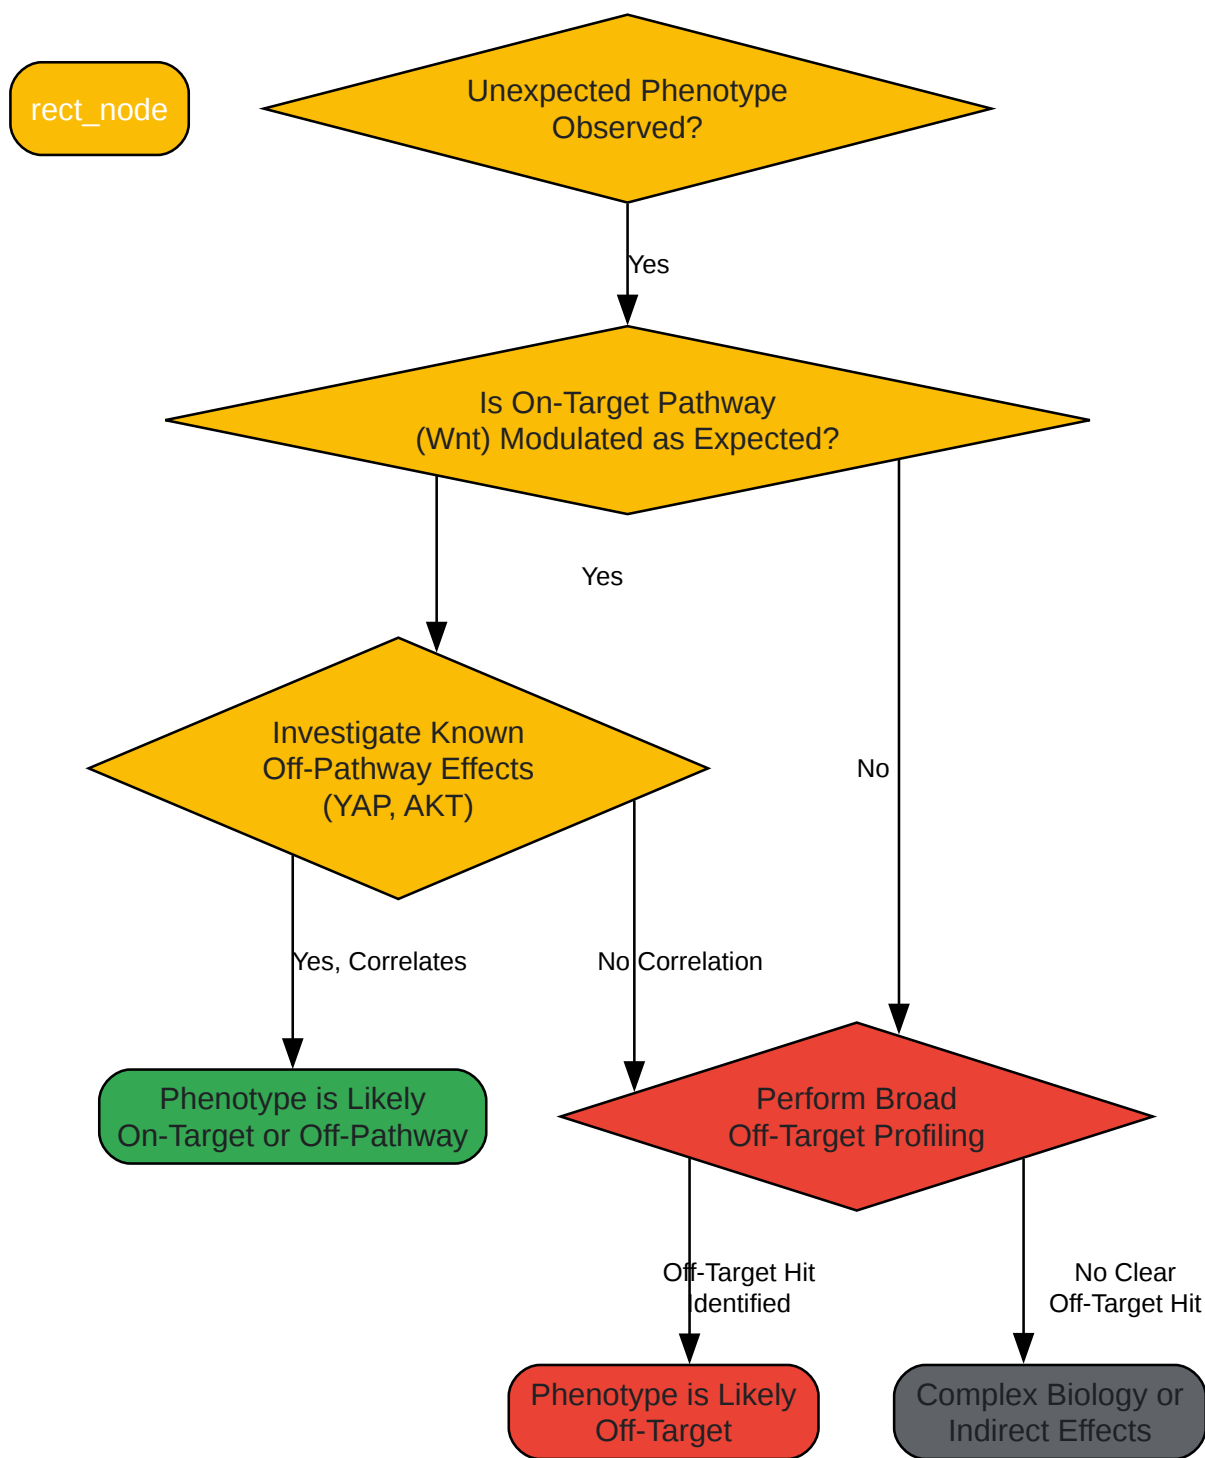 rect_node
Unexpected Phenotype
Observed?
Yes
Is On-Target Pathway
(Wnt) Modulated as Expected?
Yes
Investigate Known
Off-Pathway Effects
(YAP, AKT)
No
Yes, Correlates
No Correlation
Phenotype is Likely
On-Target or Off-Pathway
Perform Broad
Off-Target Profiling
Off-Target Hit
Identified
No Clear
Off-Target Hit
Phenotype is Likely
Off-Target
Complex Biology or
Indirect Effects